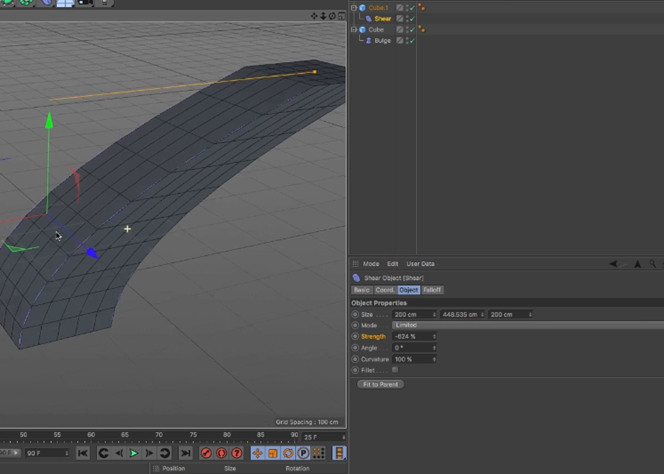 Cube.1
Shear
Cube
Bulge
Mode Edit User Data
Shear Object [Shear]
Basic Coord. Object Falloff
Object Properties
Size . . . . 200 cm 448.535 cm 200 cm
Mode Limited
Strength -624 %
Angle . . . 0 °
Curvature 100 %
Fillet . . . .
Fit to Parent
Grid Spacing : 100 cm
50 55 60 65 70 75 80 85 90 25 F
90 F
Position Size Rotation